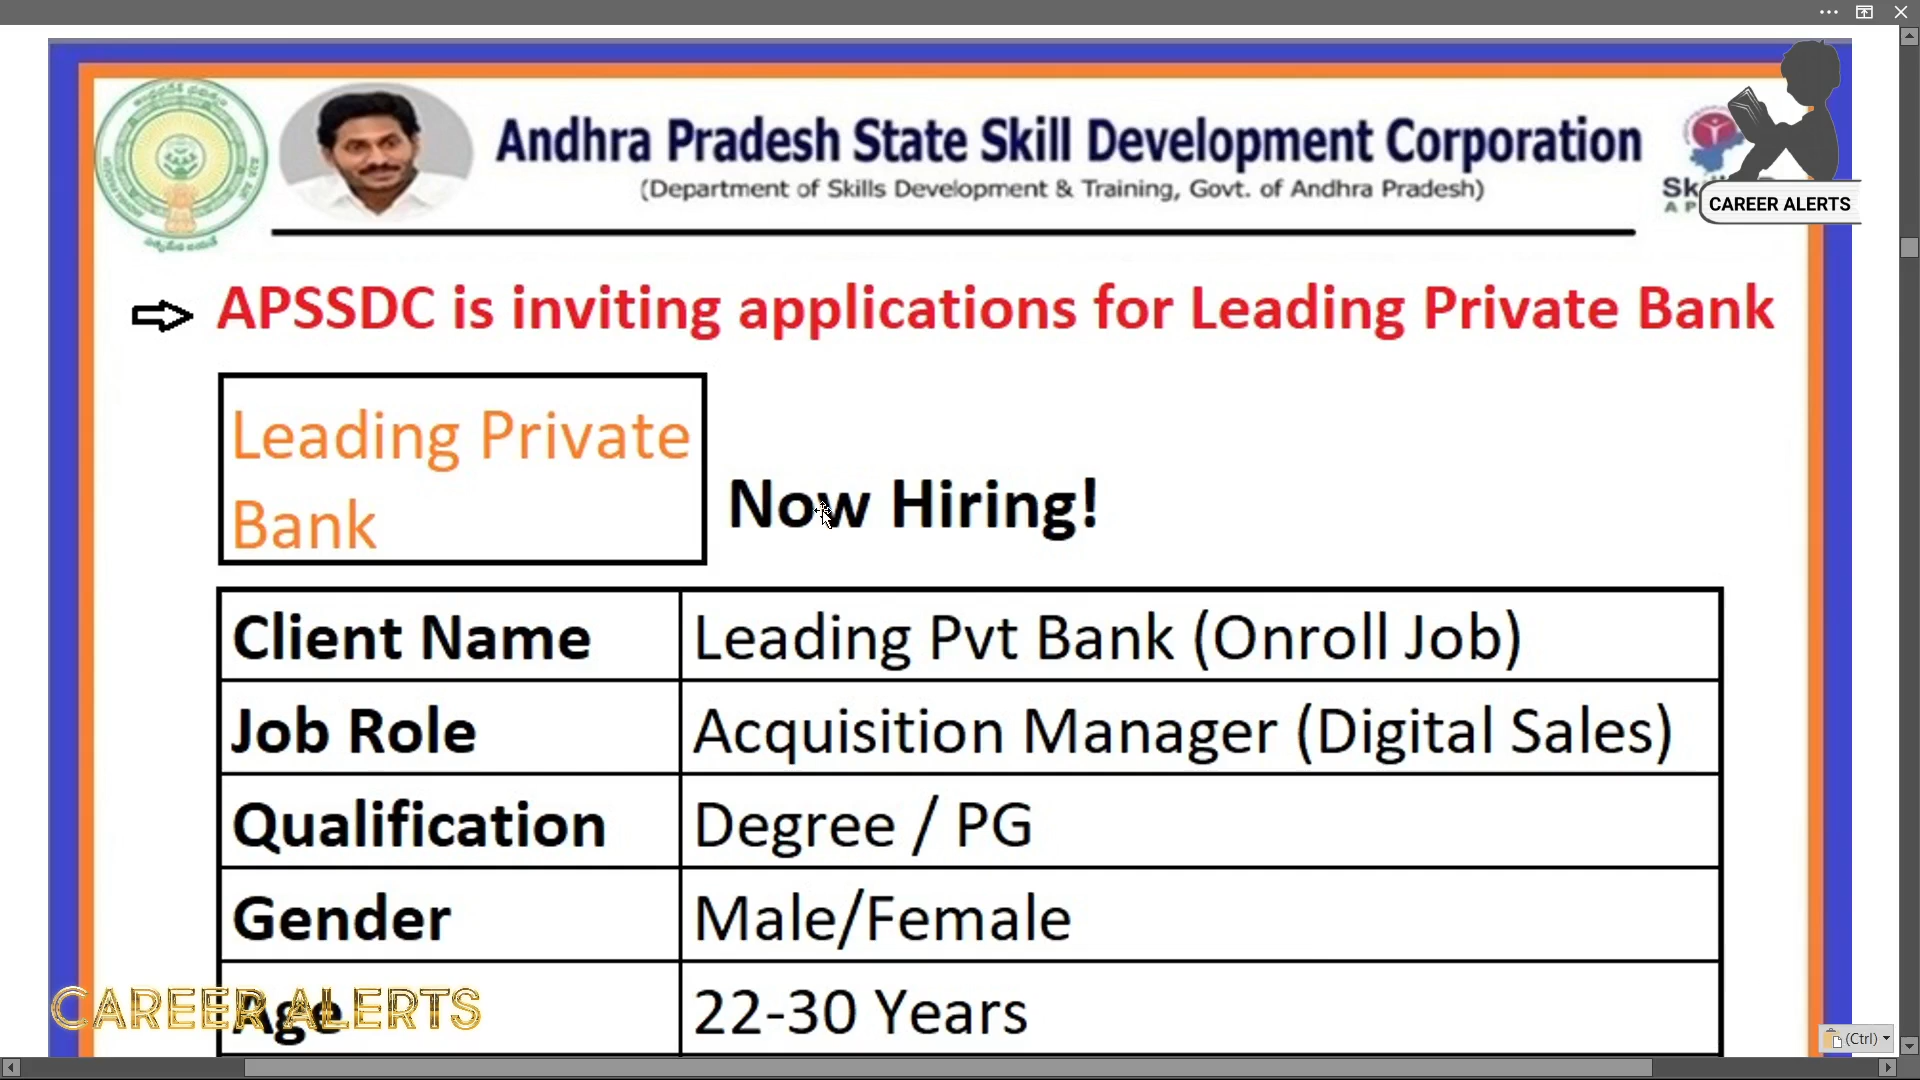 Andhra Pradesh State Skill Development Corporation
(Department of Skills Development & Training, Govt. of Andhra Pradesh)
CAREER ALERTS
APSSDC is inviting applications for Leading Private Bank
Leading Private
Bank
Now Hiring!
Client Name Leading Pvt Bank (Onroll Job)
Job Role Acquisition Manager (Digital Sales)
Qualification Degree / PG
Gender Male/Female
Age 22-30 Years
CAREER ALERTS
(Ctrl)